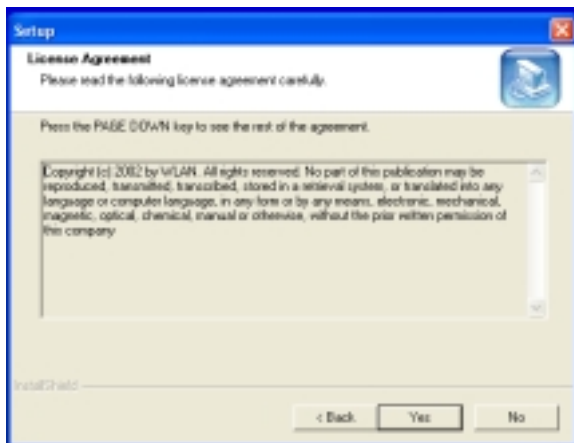 Setup
License Agreement
Please read the following license agreement carefully.
Press the PAGE DOWN key to see the rest of the agreement.
Copyright (c) 2002 by WLAN. All rights reserved. No part of this publication may be
reproduced, transmitted, transcribed, stored in a retrieval system, or translated into any
language or computer language, in any form or by any means, electronic, mechanical,
magnetic, optical, chemical, manual or otherwise, without the prior written permission of
this company
InstallShield
< Back
Yes
No